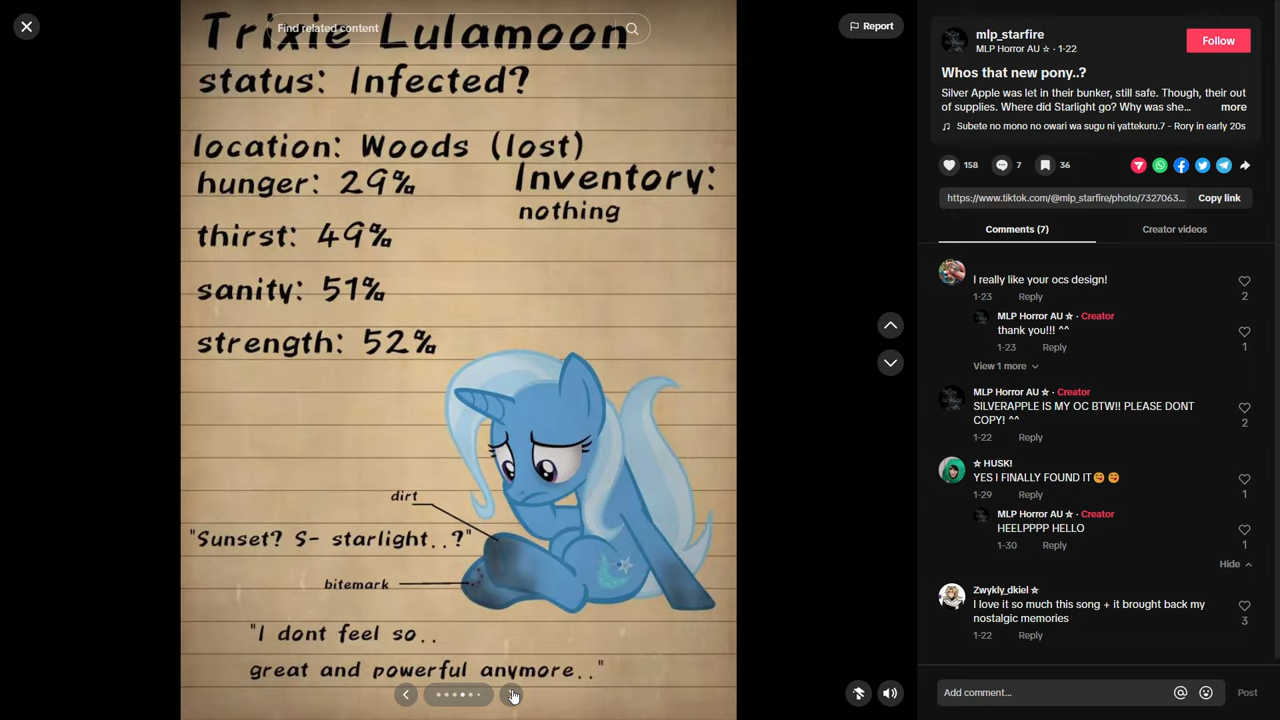 Trixie Lulamoon
Find related content
status: Infected?
location: Woods (lost)
hunger: 29%
Inventory:
nothing
thirst: 49%
sanity: 51%
strength: 52%
dirt
"Sunset? S- starlight..?"
bitemark
"I dont feel so..
great and powerful anymore.."
Report
mlp_starfire
MLP Horror AU ☆ · 1-22
Follow
Whos that new pony..?
Silver Apple was let in their bunker, still safe. Though, their out
of supplies. Where did Starlight go? Why was she... more
Subete no mono no owari wa sugu ni yattekuru.7 - Rory in early 20s
158
7
36
https://www.tiktok.com/@mlp_starfire/photo/7327063...
Copy link
Comments (7)
Creator videos
I really like your ocs design!
1-23 Reply
2
MLP Horror AU ☆ · Creator
thank you!!! ^^
1-23 Reply
1
View 1 more
MLP Horror AU ☆ · Creator
SILVERAPPLE IS MY OC BTW!! PLEASE DONT
COPY! ^^
1-22 Reply
2
☆ HUSK!
YES I FINALLY FOUND IT
1-29 Reply
1
MLP Horror AU ☆ · Creator
HEELPPPP HELLO
1-30 Reply
1
Hide
Zwykly_dkiel ☆
I love it so much this song + it brought back my
nostalgic memories
1-22 Reply
3
Add comment...
Post